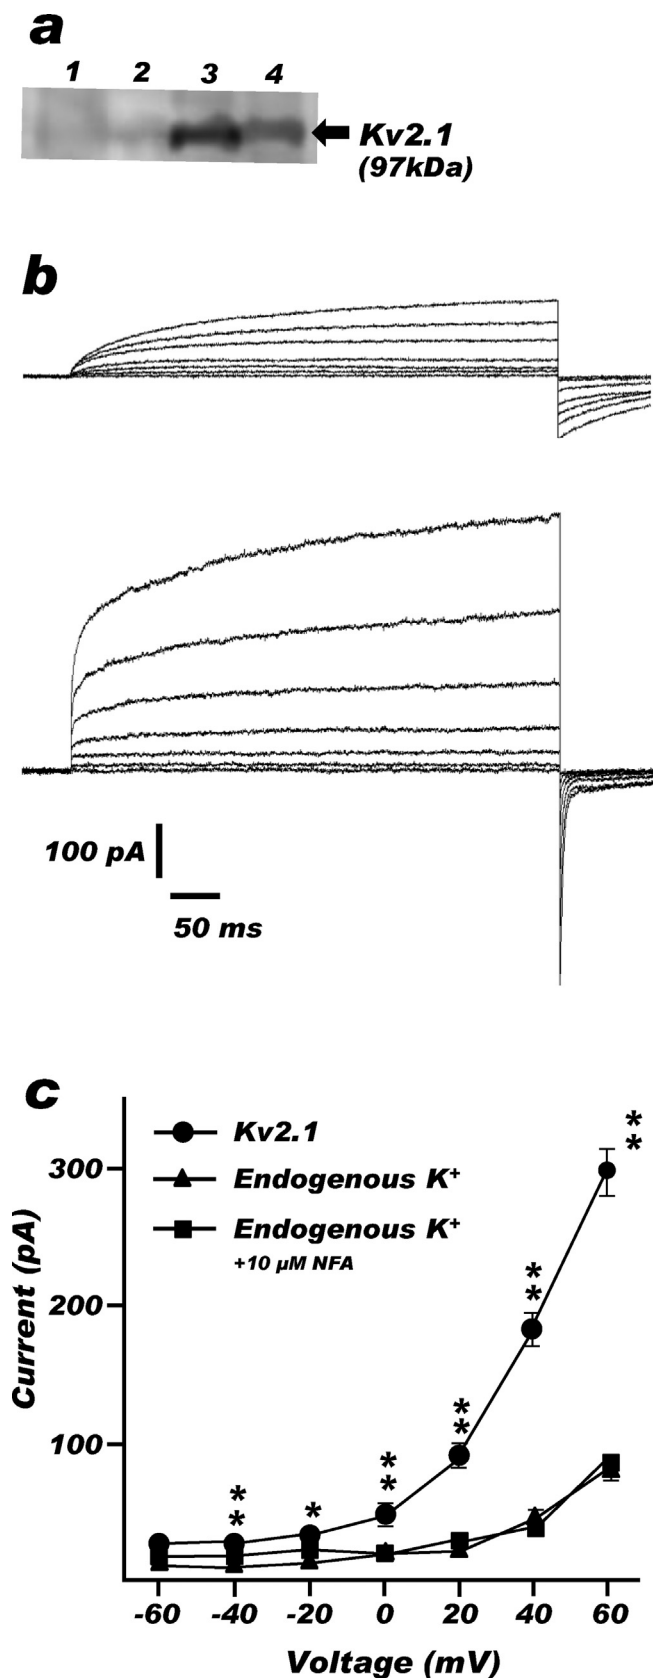 a
1 2 3 4
Kv2.1
(97kDa)
b
100 pA
50 ms
c
Kv2.1
Endogenous K⁺
Endogenous K⁺
+10 µM NFA
* *
* *
* *
* *
* *
*
300
200
100
Current (pA)
-60 -40 -20 0 20 40 60
Voltage (mV)